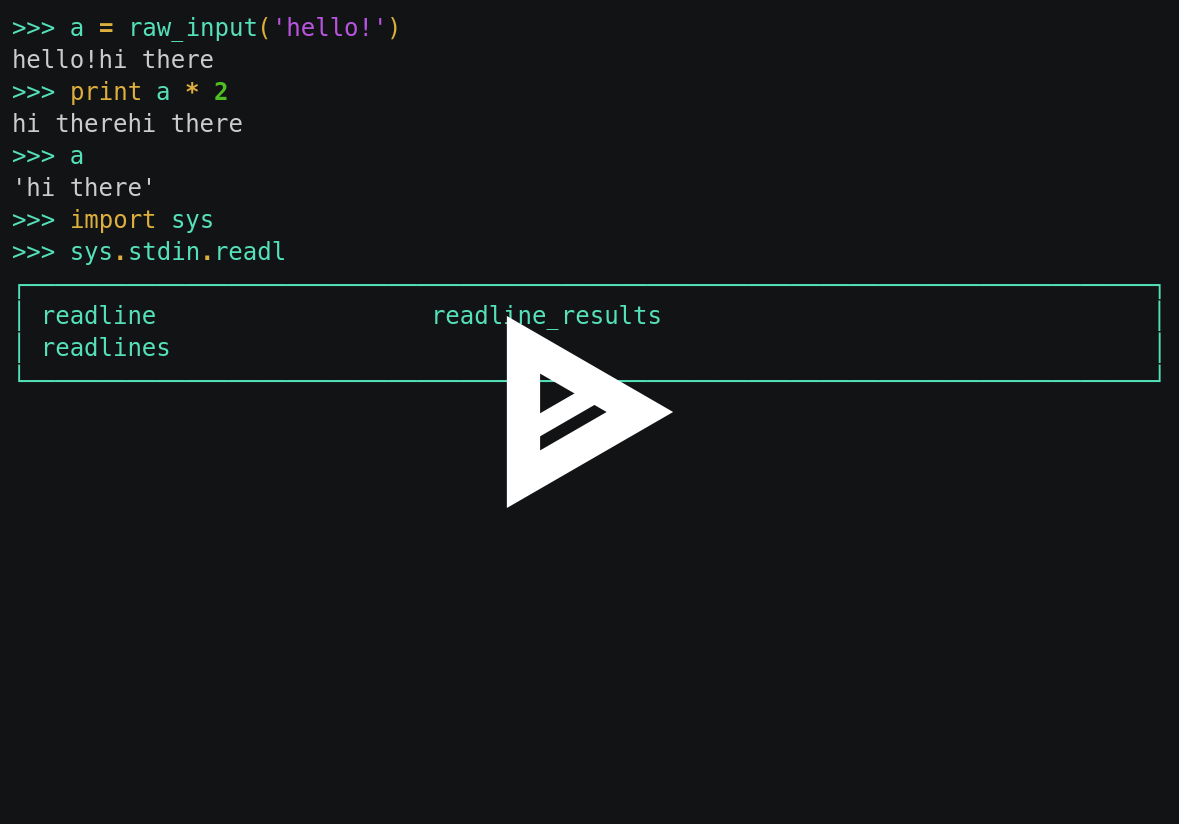 >>> a = raw_input('hello!')
hello!hi there
>>> print a * 2
hi therehi there
>>> a
'hi there'
>>> import sys
>>> sys.stdin.readl
readline readline_results
readlines